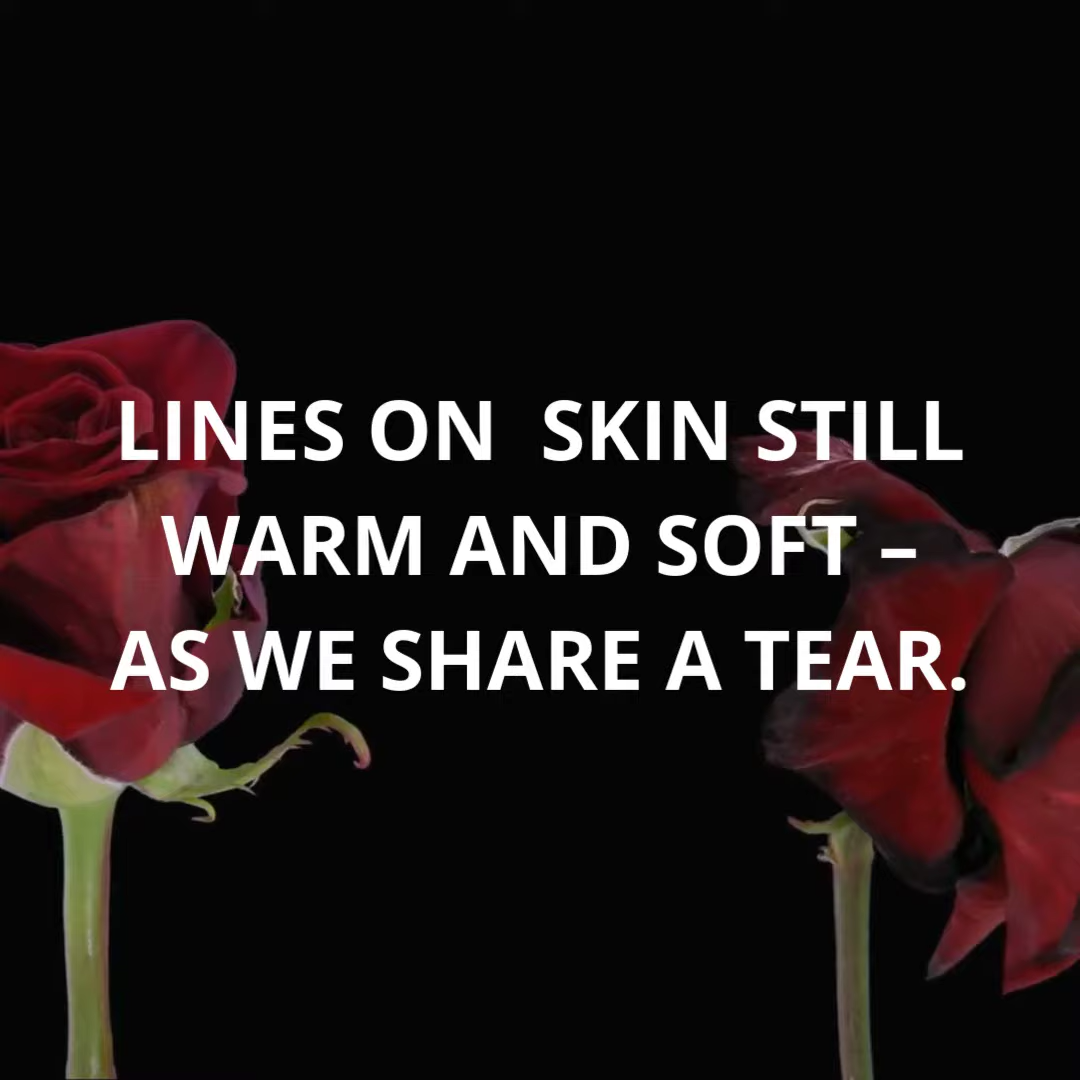 LINES ON  SKIN STILL
WARM AND SOFT –
AS WE SHARE A TEAR.